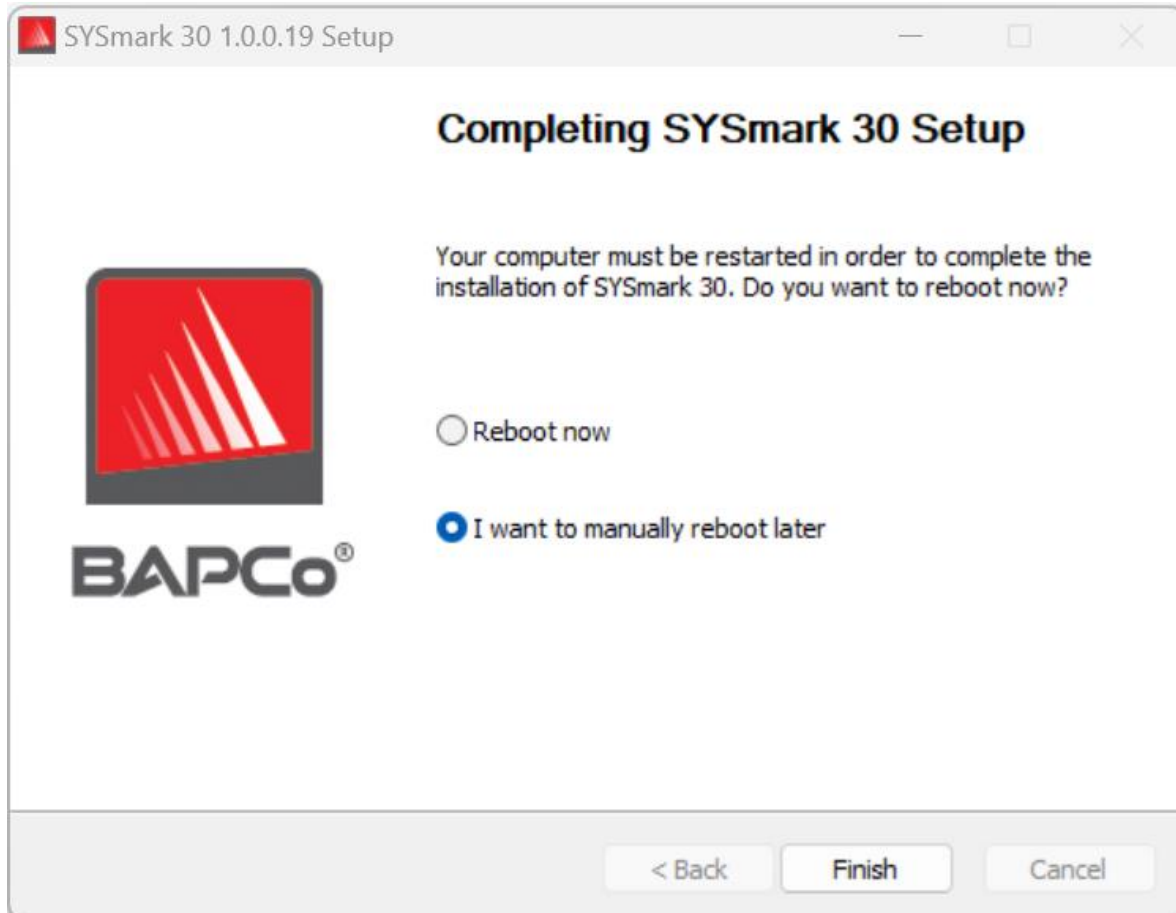 SYSmark 30 1.0.0.19 Setup
Completing SYSmark 30 Setup
Your computer must be restarted in order to complete the
installation of SYSmark 30. Do you want to reboot now?
Reboot now
I want to manually reboot later
BAPCo®
< Back
Finish
Cancel